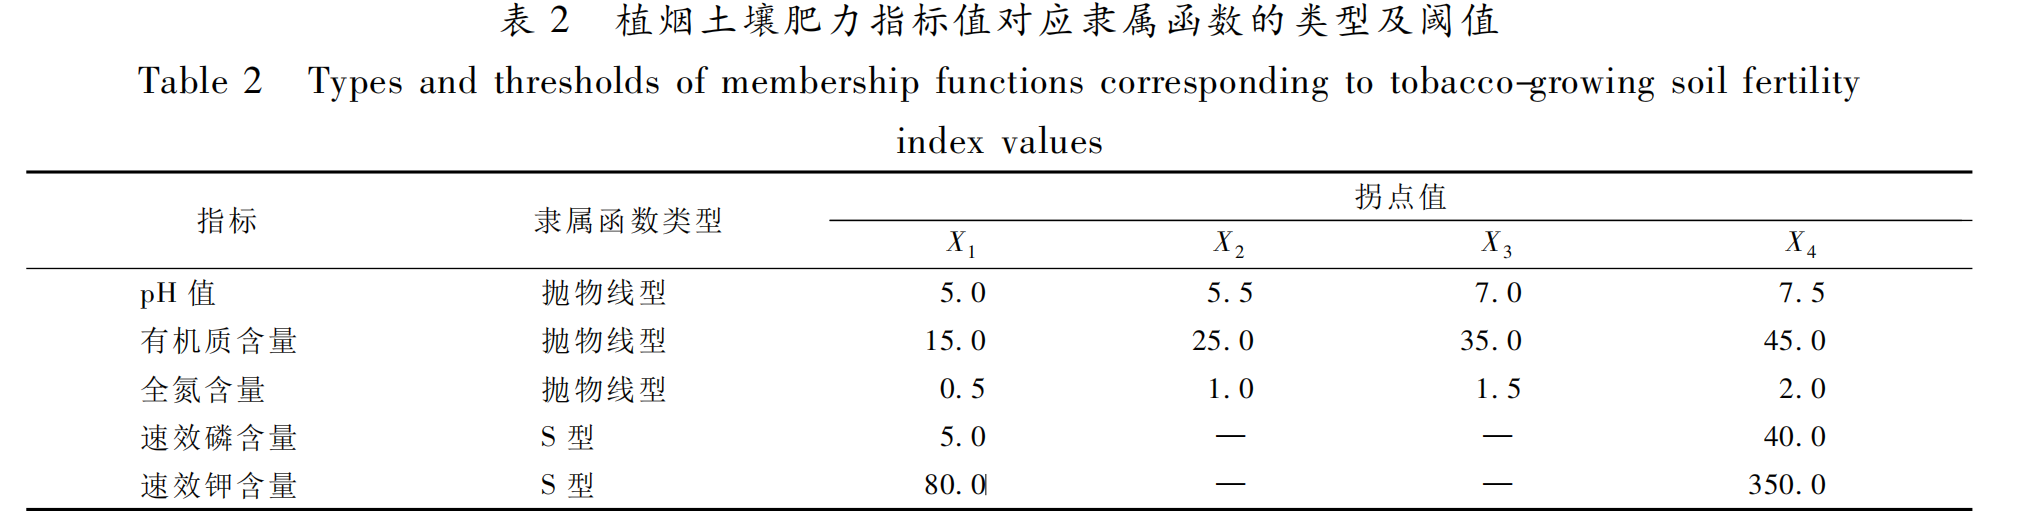 表 2 植烟土壤肥力指标值对应隶属函数的类型及阈值
Table 2 Types and thresholds of membership functions corresponding to tobacco-growing soil fertility
index values
指标 隶属函数类型 拐点值
X1 X2 X3 X4
pH 值 抛物线型 5.0 5.5 7.0 7.5
有机质含量 抛物线型 15.0 25.0 35.0 45.0
全氮含量 抛物线型 0.5 1.0 1.5 2.0
速效磷含量 S 型 5.0 — — 40.0
速效钾含量 S 型 80.0 — — 350.0